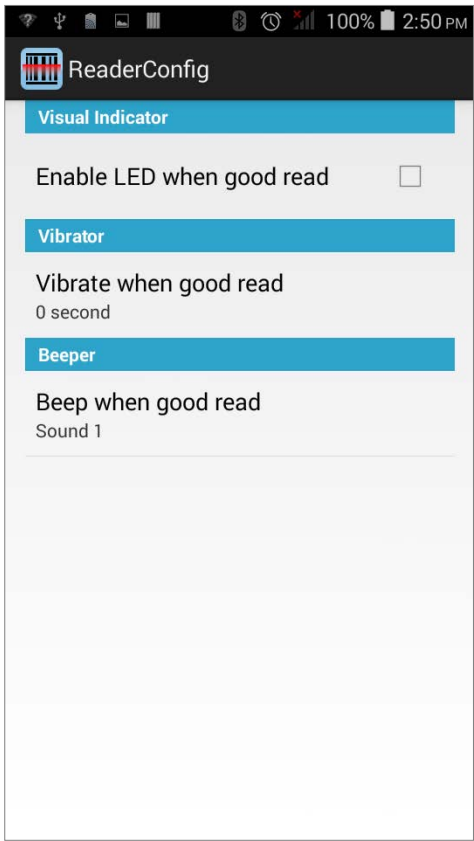 100% 2:50 PM
ReaderConfig
Visual Indicator
Enable LED when good read
Vibrator
Vibrate when good read
0 second
Beeper
Beep when good read
Sound 1